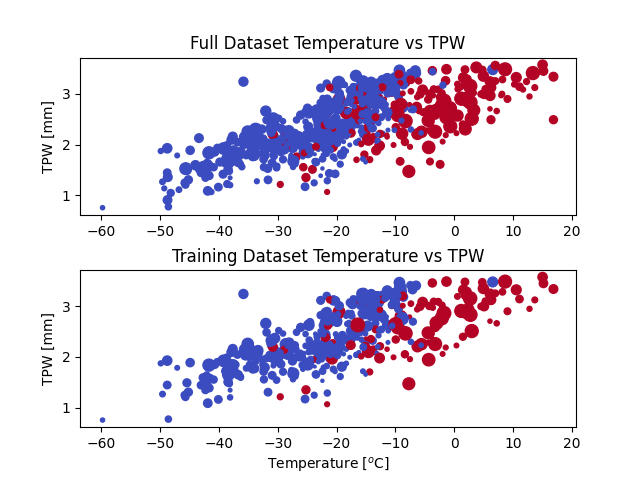 Full Dataset Temperature vs TPW
TPW [mm]
3
2
1
−60 −50 −40 −30 −20 −10 0 10 20
Training Dataset Temperature vs TPW
TPW [mm]
3
2
1
−60 −50 −40 −30 −20 −10 0 10 20
Temperature [°C]